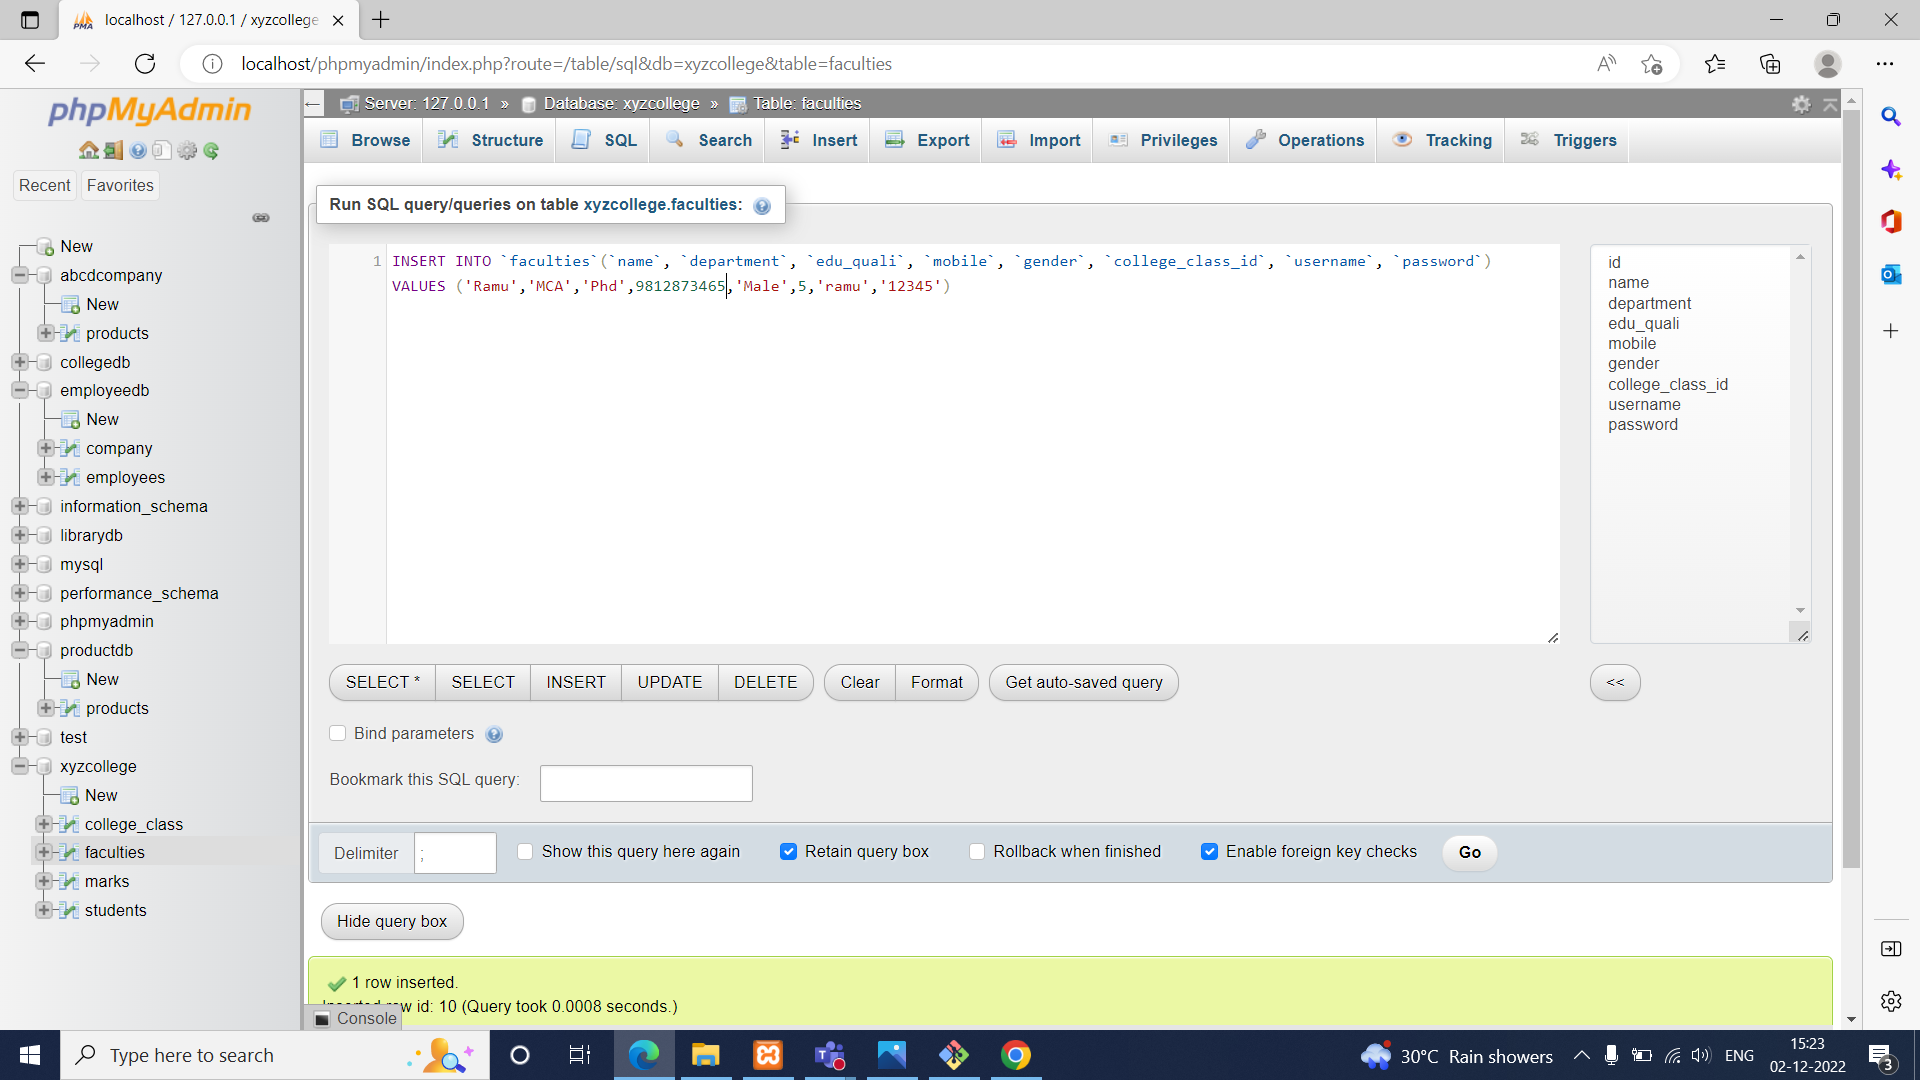 localhost / 127.0.0.1 / xyzcollege
localhost/phpmyadmin/index.php?route=/table/sql&db=xyzcollege&table=faculties
phpMyAdmin
Recent
Favorites
New
abcdcompany
New
products
collegedb
employeedb
New
company
employees
information_schema
librarydb
mysql
performance_schema
phpmyadmin
productdb
New
products
test
xyzcollege
New
college_class
faculties
marks
students
Server: 127.0.0.1 » Database: xyzcollege » Table: faculties
Browse Structure SQL Search Insert Export Import Privileges Operations Tracking Triggers
Run SQL query/queries on table xyzcollege.faculties:
1 INSERT INTO `faculties`(`name`, `department`, `edu_quali`, `mobile`, `gender`, `college_class_id`, `username`, `password`)
VALUES ('Ramu','MCA','Phd',9812873465,'Male',5,'ramu','12345')
id
name
department
edu_quali
mobile
gender
college_class_id
username
password
SELECT * SELECT INSERT UPDATE DELETE Clear Format Get auto-saved query <<
Bind parameters
Bookmark this SQL query:
Delimiter ; Show this query here again Retain query box Rollback when finished Enable foreign key checks Go
Hide query box
1 row inserted.
Inserted row id: 10 (Query took 0.0008 seconds.)
Console
Type here to search
30°C Rain showers
ENG
15:23
02-12-2022
3